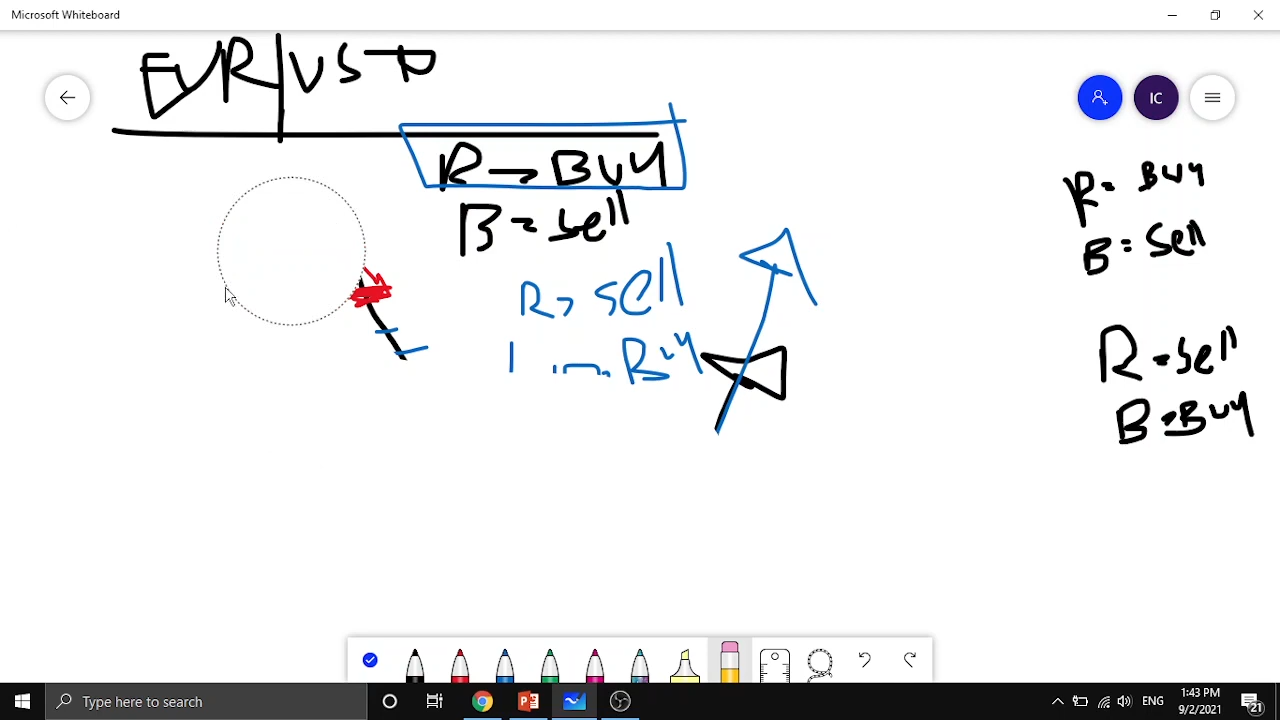 Microsoft Whiteboard
EUR/USD
IC
R → BUY
B = Sell
R → Sell
BUY
R = BUY
B = Sell
R = Sell
B = BUY
Type here to search
ENG
1:43 PM
9/2/2021
21